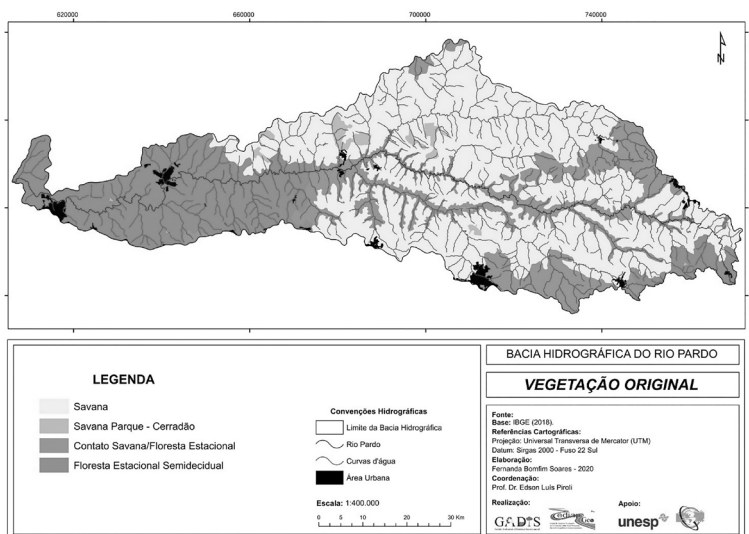 620000 660000 700000 740000
N
LEGENDA
Savana
Savana Parque - Cerradão
Contato Savana/Floresta Estacional
Floresta Estacional Semidecidual
Convenções Hidrográficas
Limite da Bacia Hidrográfica
Rio Pardo
Curvas d'água
Área Urbana
Escala: 1:400.000
0 5 10 20 30 Km
BACIA HIDROGRÁFICA DO RIO PARDO
VEGETAÇÃO ORIGINAL
Fonte:
Base: IBGE (2018).
Referências Cartográficas:
Projeção: Universal Transversa de Mercator (UTM)
Datum: Sirgas 2000 - Fuso 22 Sul
Elaboração:
Fernanda Bomfim Soares - 2020
Coordenação:
Prof. Dr. Edson Luís Piroli
Realização: Apoio:
GADIS
unesp